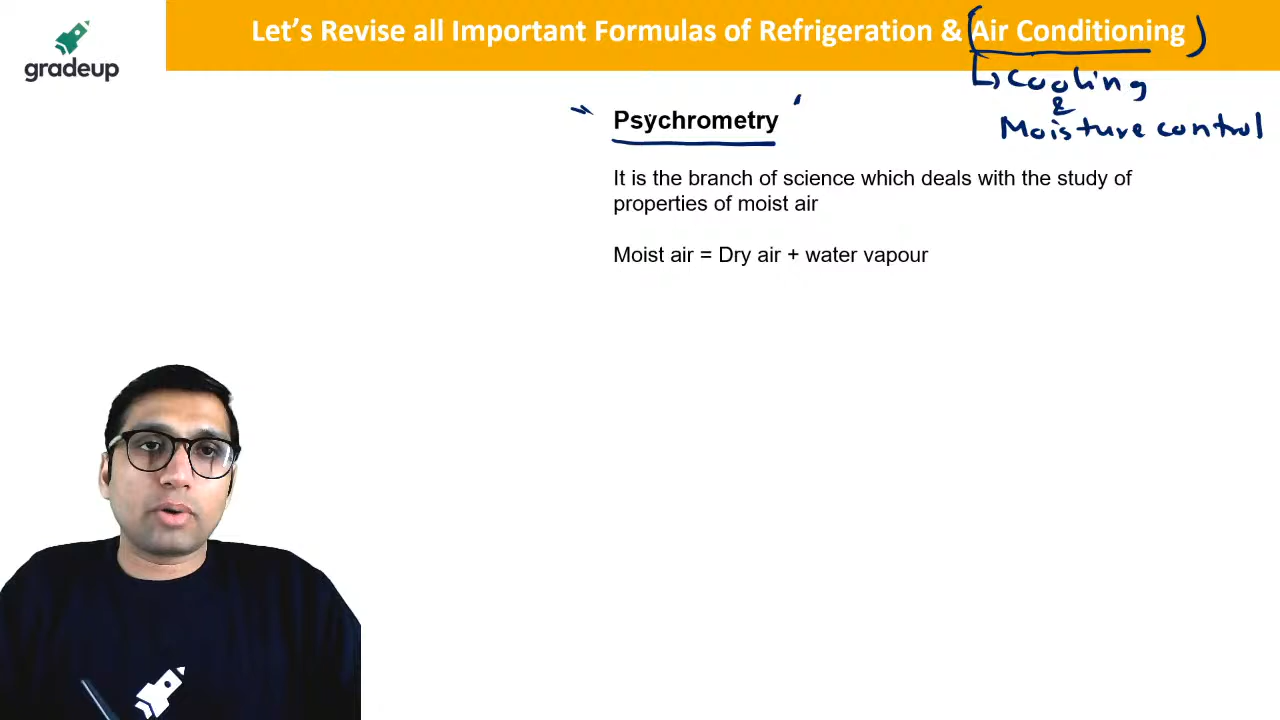 gradeup
Let's Revise all Important Formulas of Refrigeration & Air Conditioning
Cooling
&
Moisture control
Psychrometry
It is the branch of science which deals with the study of
properties of moist air
Moist air = Dry air + water vapour